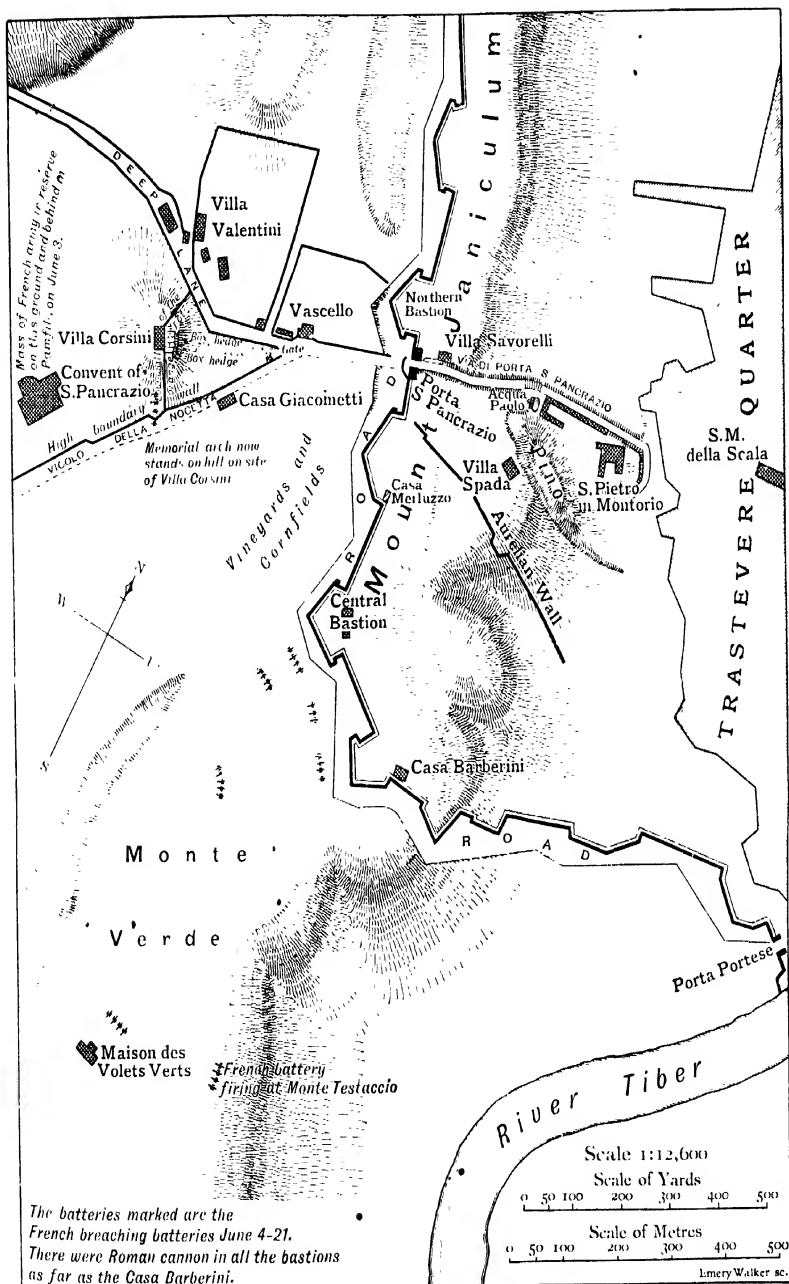 Mass of French army in reserve
on this ground and behind in
Pamfili, on June 3.
DEEP LANE
Villa
Valentini
Vascello
Northern
Bastion
Mount Janiculum
Villa Corsini
Box hedge
Box hedge
Gate
Villa Savorelli
VIA DI PORTA S. PANCRAZIO
Convent of
S. Pancrazio
High boundary wall
VICOLO DELLA NOCETTA
Casa Giacometti
Porta
S. Pancrazio
Acqua
Paolo
Pino
S. Pietro
in Montorio
S.M.
della Scala
TRASTEVERE QUARTER
Memorial arch now
stands on hill on site
of Villa Corsini
Vineyards and
Cornfields
ROAD
Casa
Merluzzo
Villa
Spada
Aurelian Wall
Central
Bastion
N
S
Casa Barberini
ROAD
Monte
Verde
Porta Portese
Maison des
Volets Verts
French battery
firing at Monte Testaccio
River Tiber
Scale 1:12,600
Scale of Yards
0 50 100 200 300 400 500
Scale of Metres
0 50 100 200 300 400 500
The batteries marked are the
French breaching batteries June 4-21.
There were Roman cannon in all the bastions
as far as the Casa Barberini.
Emery Walker sc.